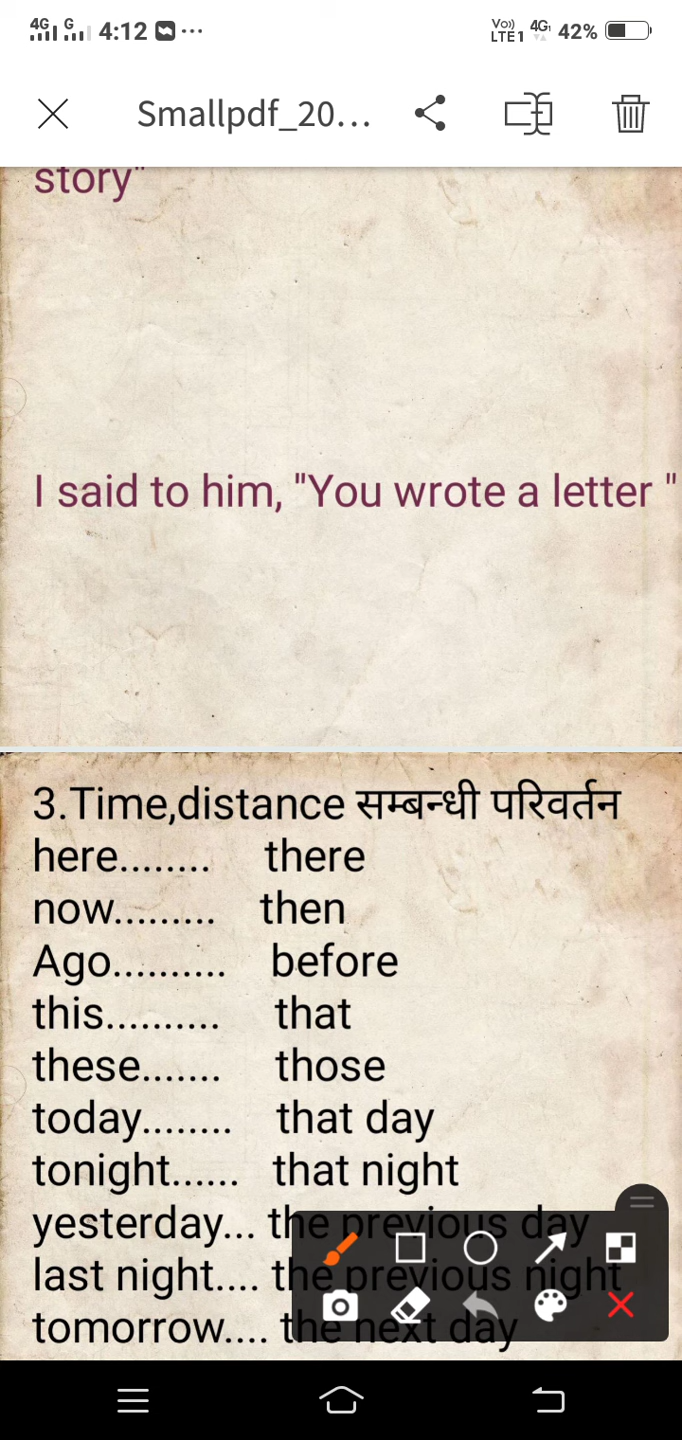 4G G 4:12 ... Vo)) LTE1 4G 42%
Smallpdf_20...
story"
I said to him, "You wrote a letter "
3.Time,distance सम्बन्धी परिवर्तन
here........ there
now......... then
Ago.......... before
this.......... that
these....... those
today........ that day
tonight...... that night
yesterday... the previous day
last night.... the previous night
tomorrow.... the next day